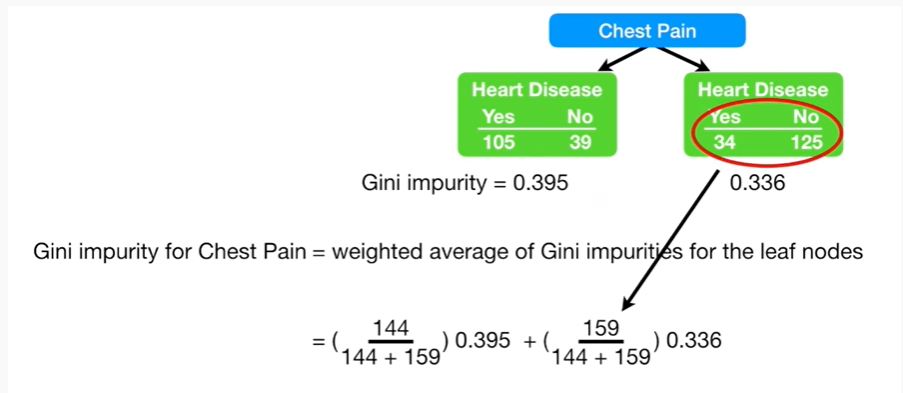 Chest Pain
Heart Disease
Yes No
105 39
Heart Disease
Yes No
34 125
Gini impurity = 0.395
0.336
Gini impurity for Chest Pain = weighted average of Gini impurities for the leaf nodes
= ( 144 / 144 + 159 ) 0.395 + ( 159 / 144 + 159 ) 0.336